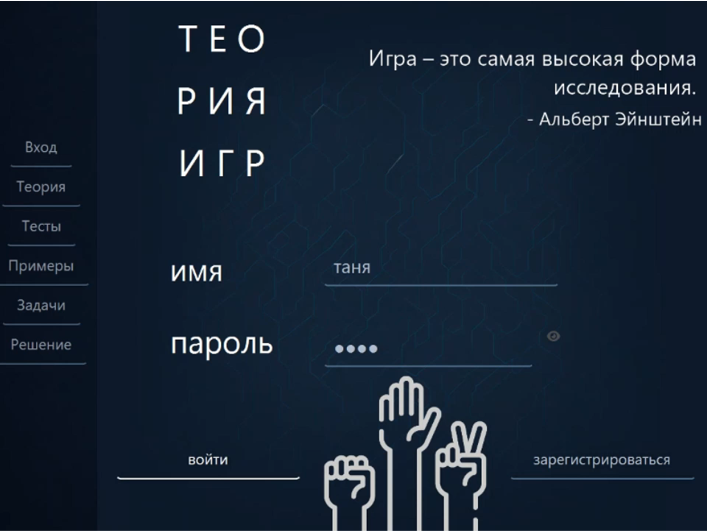 ТЕО
РИЯ
ИГР
Игра – это самая высокая форма
исследования.
- Альберт Эйнштейн
Вход
Теория
Тесты
Примеры
Задачи
Решение
имя
таня
пароль
●●●●
войти
зарегистрироваться